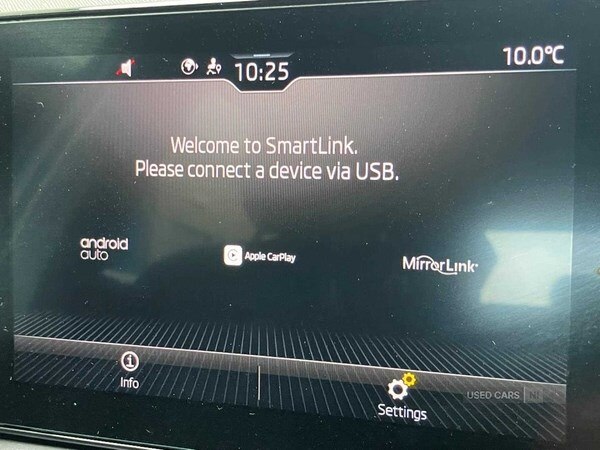 10:25
10.0°C
Welcome to SmartLink.
Please connect a device via USB.
android
auto
Apple CarPlay
MirrorLink
Info
Settings
USED CARS NI